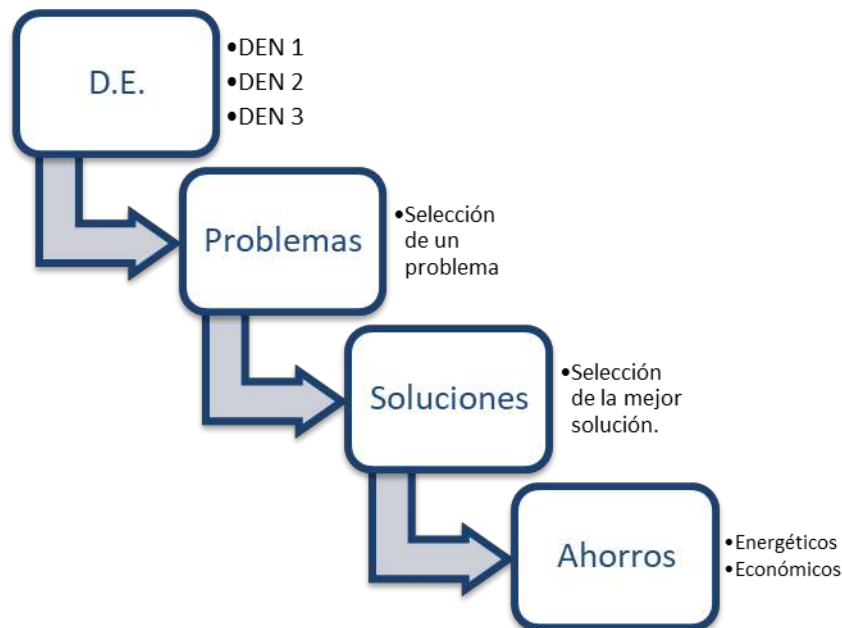 D.E.
•DEN 1
•DEN 2
•DEN 3
Problemas
•Selección
de un
problema
Soluciones
•Selección
de la mejor
solución.
Ahorros
•Energéticos
•Económicos